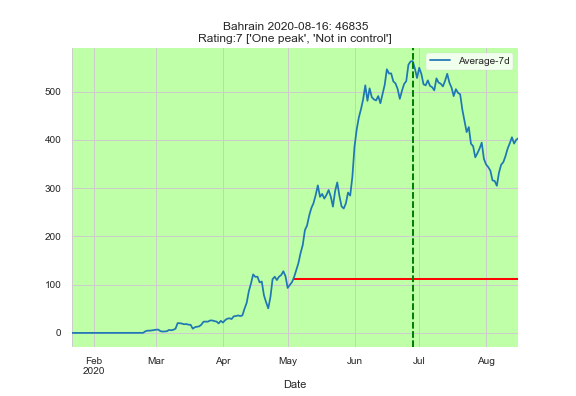 Bahrain 2020-08-16: 46835
Rating:7 ['One peak', 'Not in control']
Average-7d
500
400
300
200
100
0
Feb Mar Apr May Jun Jul Aug
2020
Date